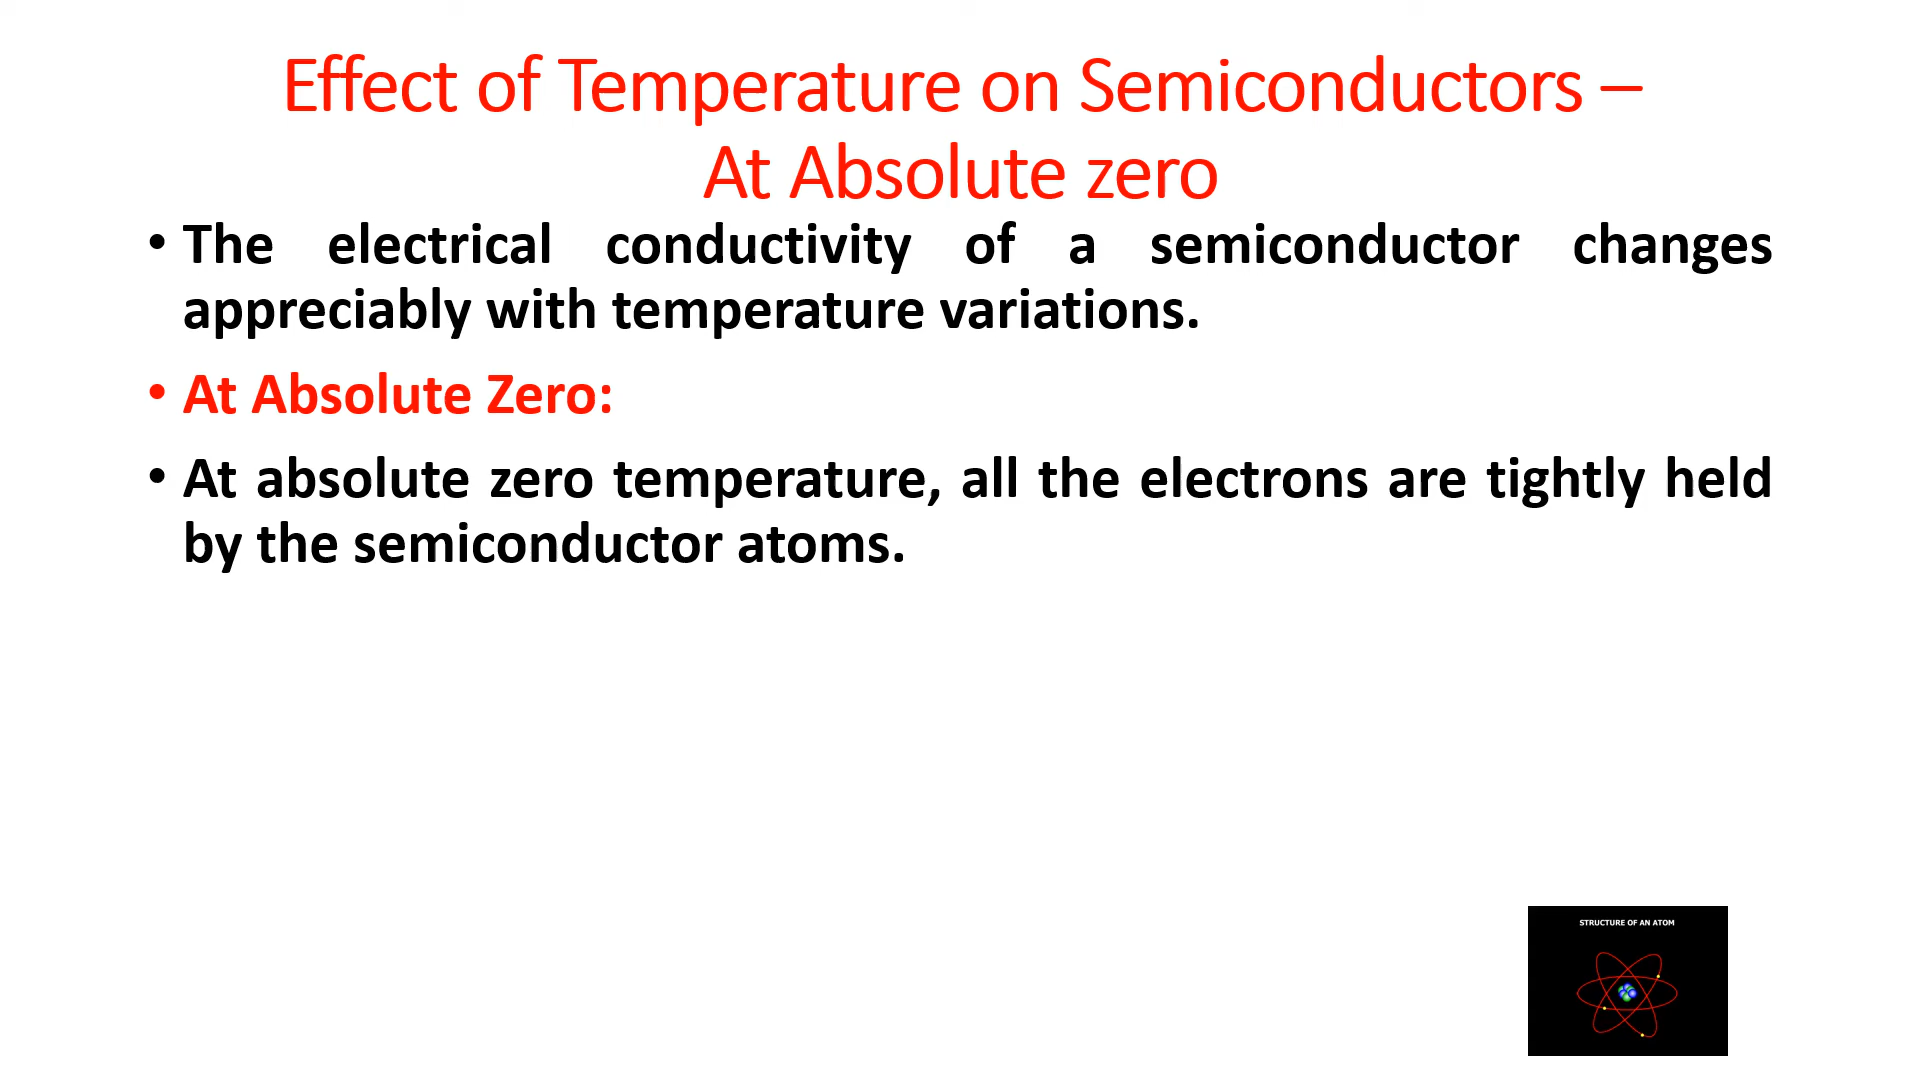 Effect of Temperature on Semiconductors –
At Absolute zero
• The electrical conductivity of a semiconductor changes
appreciably with temperature variations.
• At Absolute Zero:
• At absolute zero temperature, all the electrons are tightly held
by the semiconductor atoms.
STRUCTURE OF AN ATOM